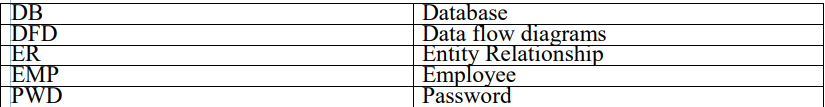 DB Database
DFD Data flow diagrams
ER Entity Relationship
EMP Employee
PWD Password